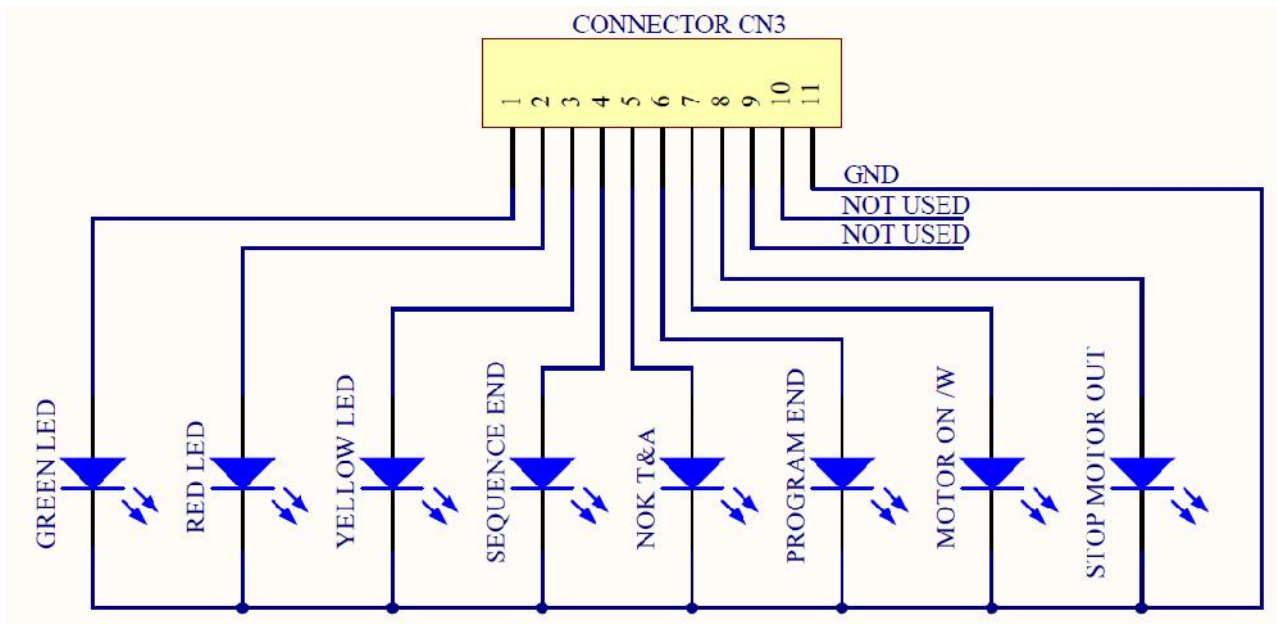 CONNECTOR CN3
1 2 3 4 5 6 7 8 9 10 11
GND
NOT USED
NOT USED
GREEN LED
RED LED
YELLOW LED
SEQUENCE END
NOK T&A
PROGRAM END
MOTOR ON /W
STOP MOTOR OUT